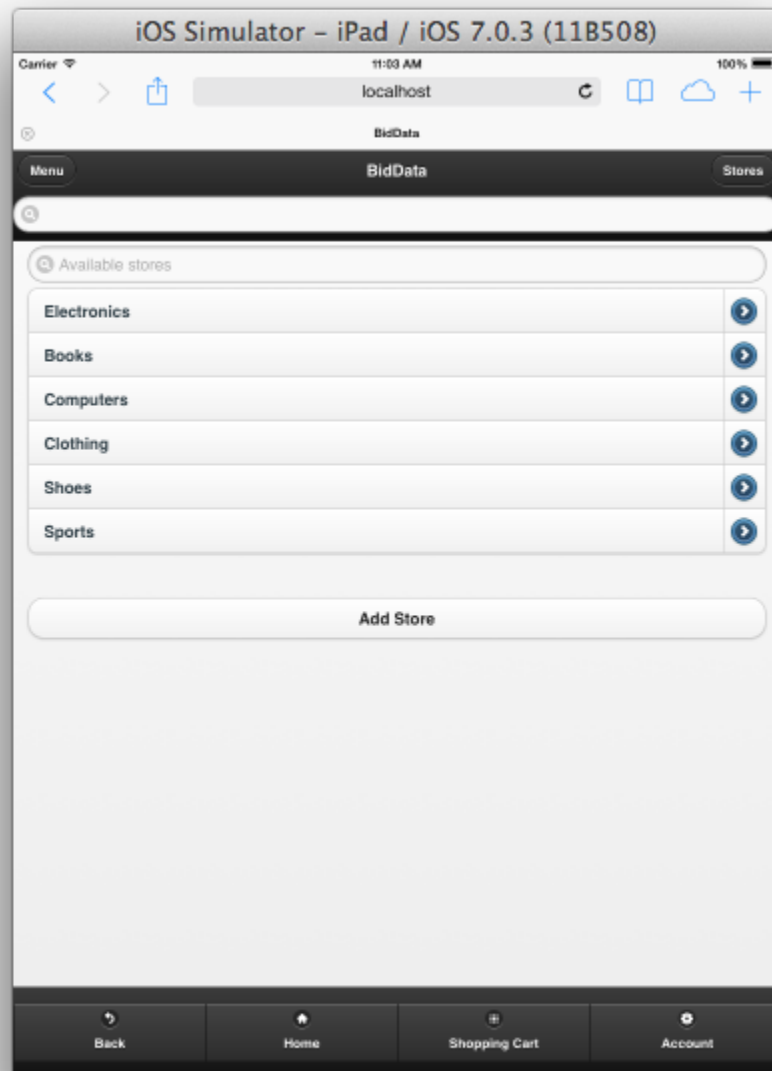 iOS Simulator – iPad / iOS 7.0.3 (11B508)
Carrier 11:03 AM 100%
localhost
BidData
Menu BidData Stores
Available stores
Electronics
Books
Computers
Clothing
Shoes
Sports
Add Store
Back Home Shopping Cart Account